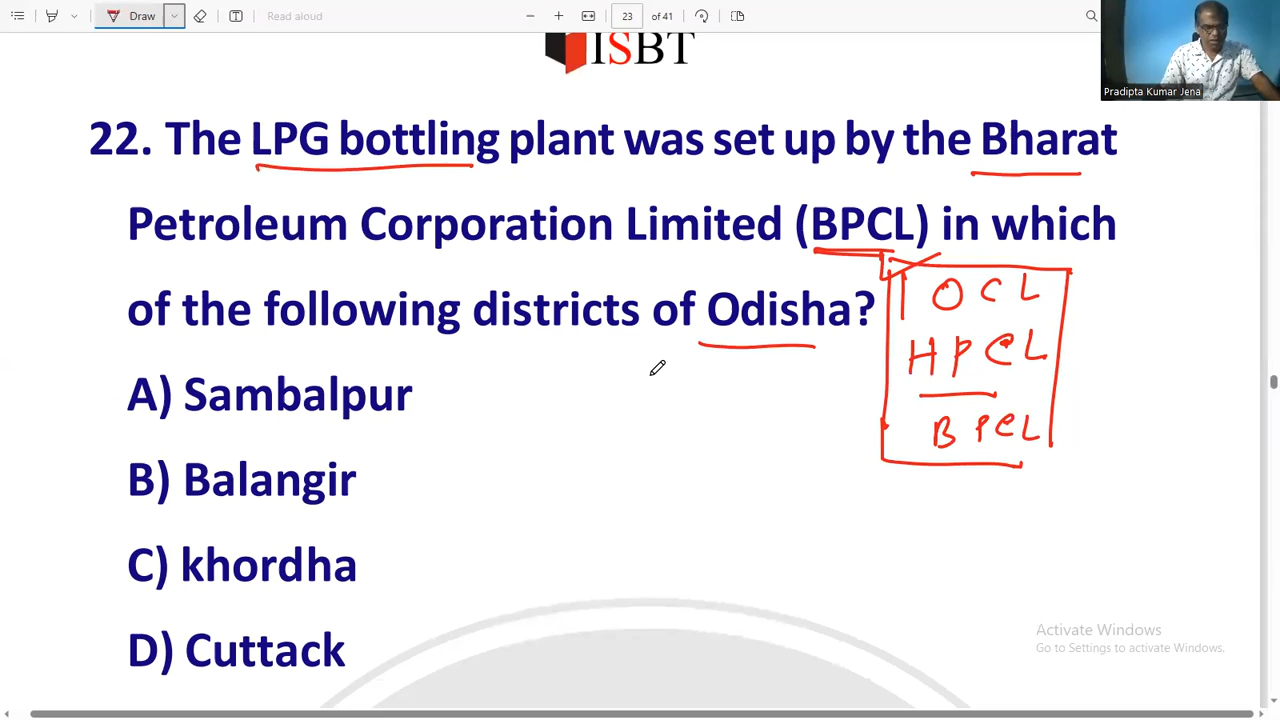 Draw
Read aloud
23
of 41
ISBT
Pradipta Kumar Jena
22. The LPG bottling plant was set up by the Bharat
Petroleum Corporation Limited (BPCL) in which
of the following districts of Odisha?
OCL
HPCL
BPCL
A) Sambalpur
B) Balangir
C) khordha
D) Cuttack
Activate Windows
Go to Settings to activate Windows.